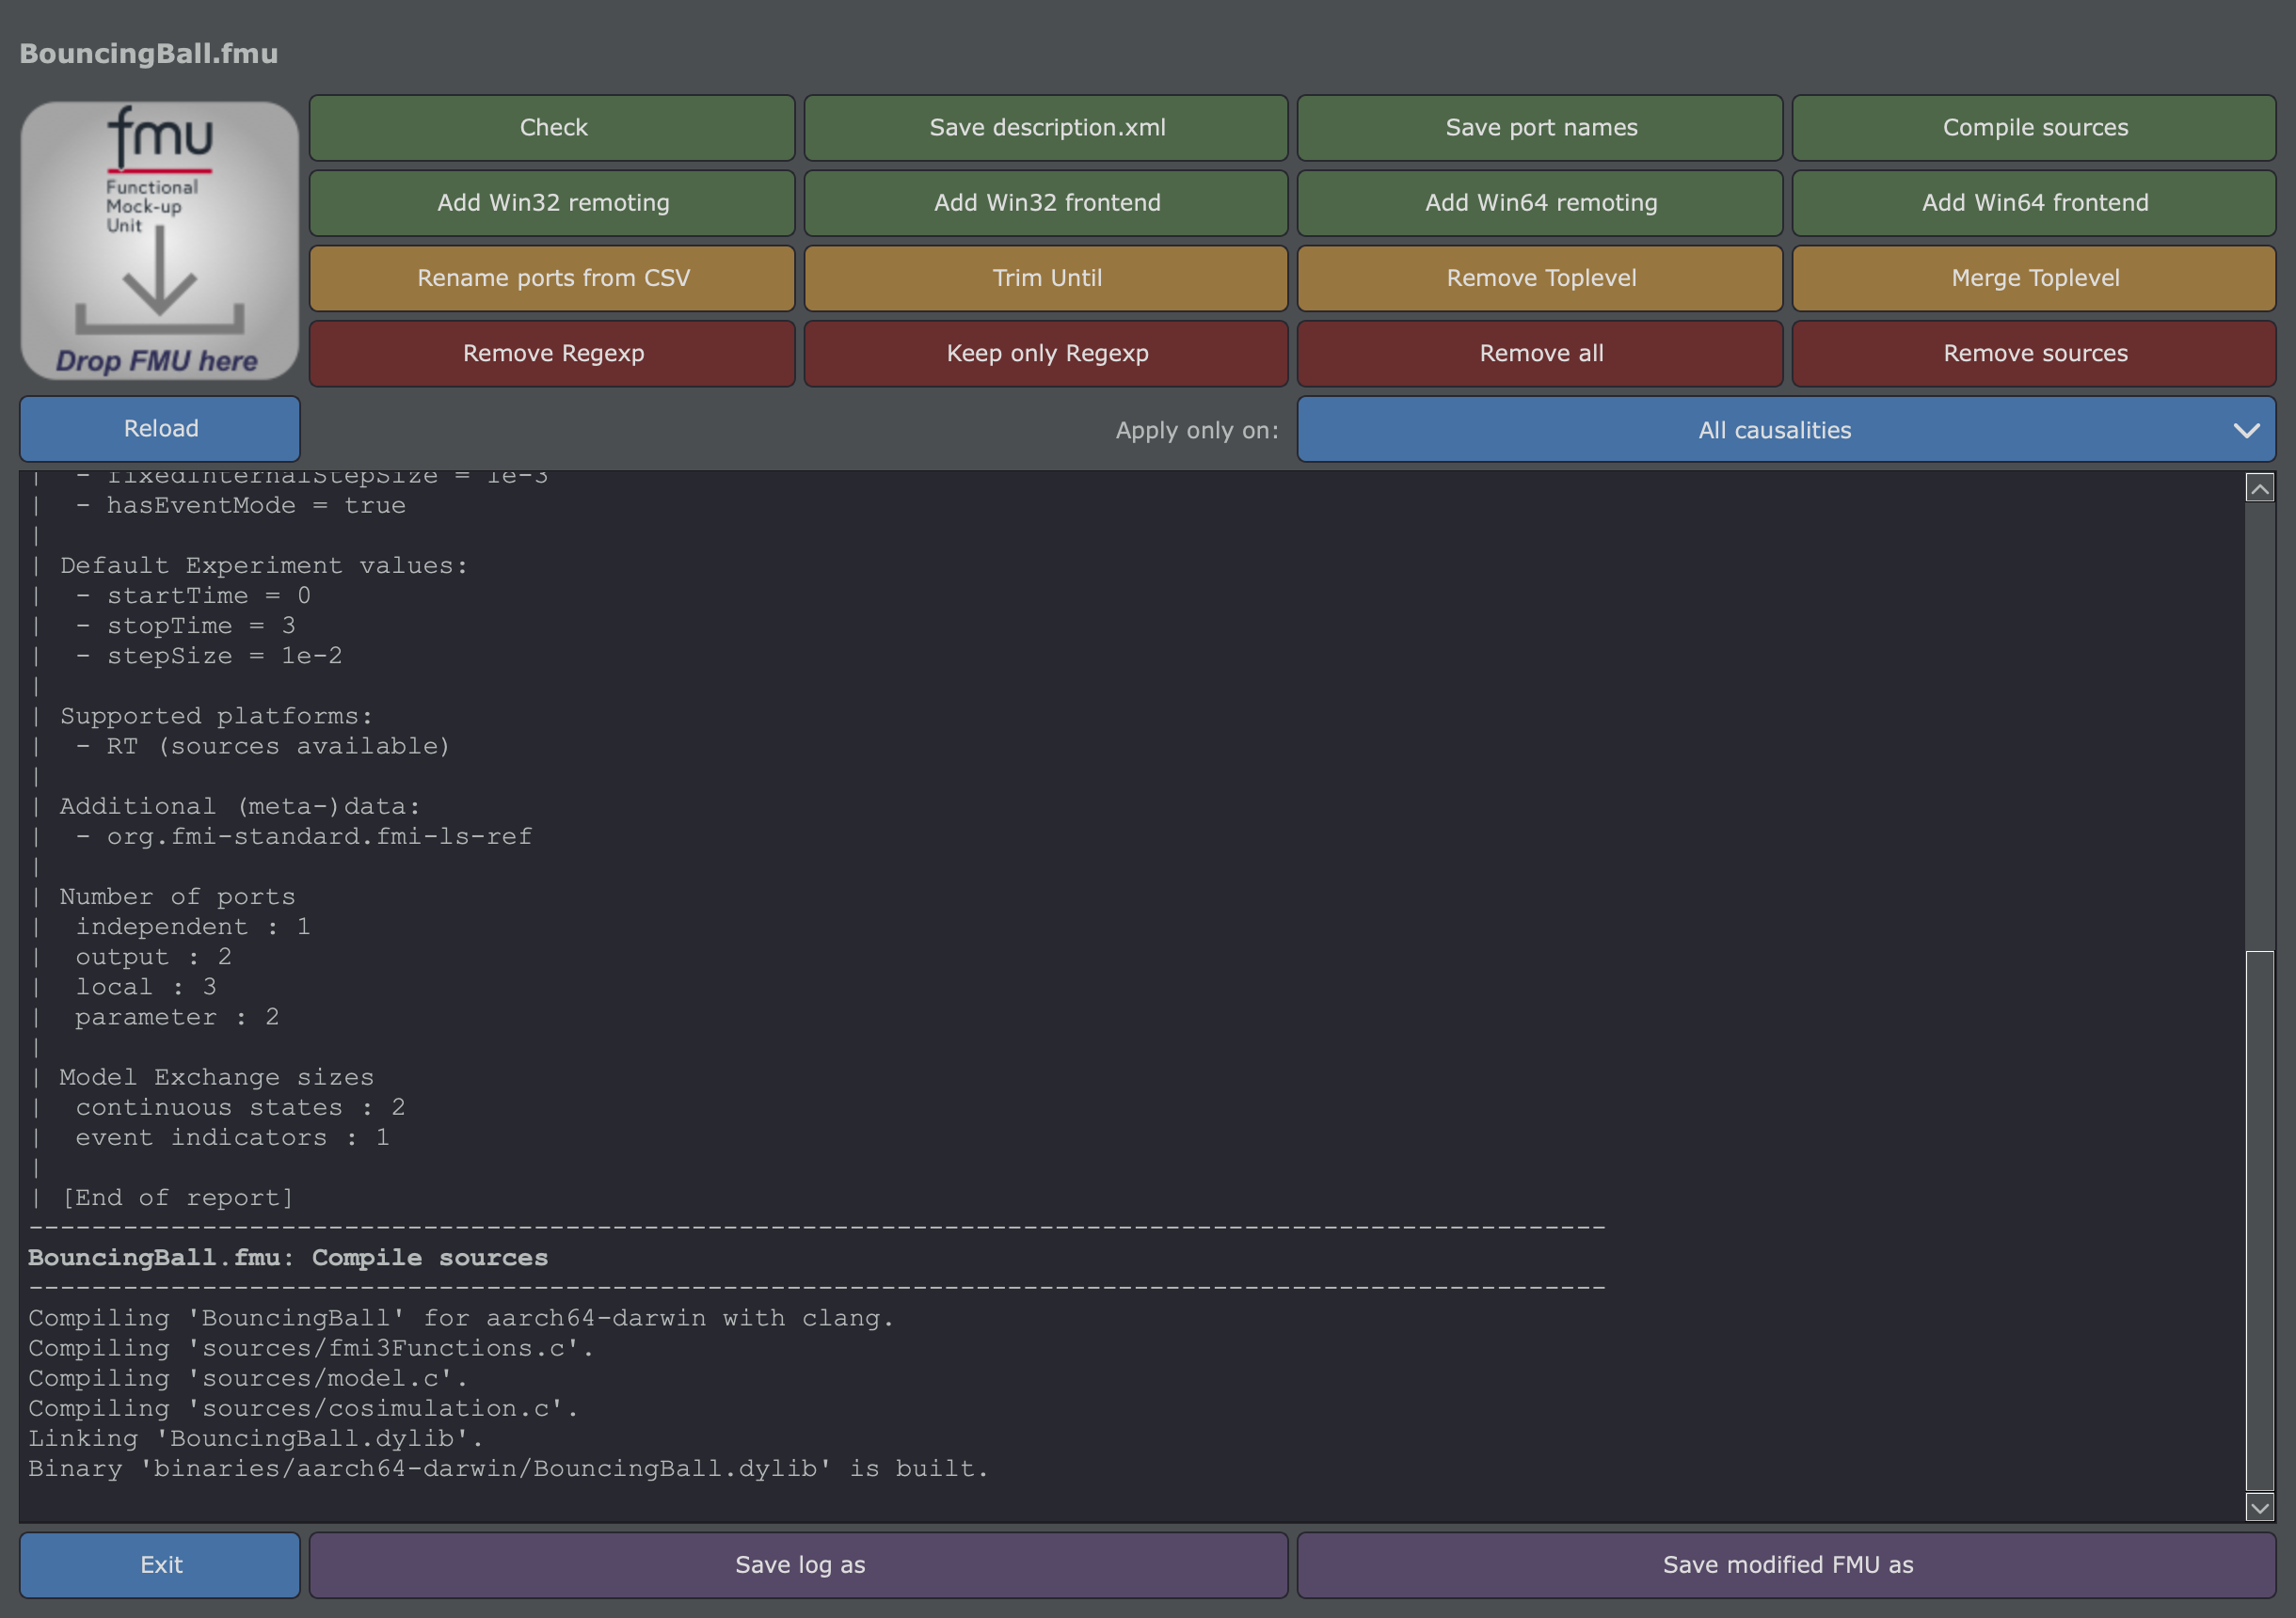 BouncingBall.fmu
fmu
Functional
Mock-up
Unit
Drop FMU here
Check
Save description.xml
Save port names
Compile sources
Add Win32 remoting
Add Win32 frontend
Add Win64 remoting
Add Win64 frontend
Rename ports from CSV
Trim Until
Remove Toplevel
Merge Toplevel
Remove Regexp
Keep only Regexp
Remove all
Remove sources
Reload
Apply only on:
All causalities
|  - fixedInternalStepSize = 1e-3
|  - hasEventMode = true
|
| Default Experiment values:
|  - startTime = 0
|  - stopTime = 3
|  - stepSize = 1e-2
|
| Supported platforms:
|  - RT (sources available)
|
| Additional (meta-)data:
|  - org.fmi-standard.fmi-ls-ref
|
| Number of ports
|  independent : 1
|  output : 2
|  local : 3
|  parameter : 2
|
| Model Exchange sizes
|  continuous states : 2
|  event indicators : 1
|
| [End of report]
----------------------------------------------------------------------------------------------------
BouncingBall.fmu: Compile sources
----------------------------------------------------------------------------------------------------
Compiling 'BouncingBall' for aarch64-darwin with clang.
Compiling 'sources/fmi3Functions.c'.
Compiling 'sources/model.c'.
Compiling 'sources/cosimulation.c'.
Linking 'BouncingBall.dylib'.
Binary 'binaries/aarch64-darwin/BouncingBall.dylib' is built.
Exit
Save log as
Save modified FMU as